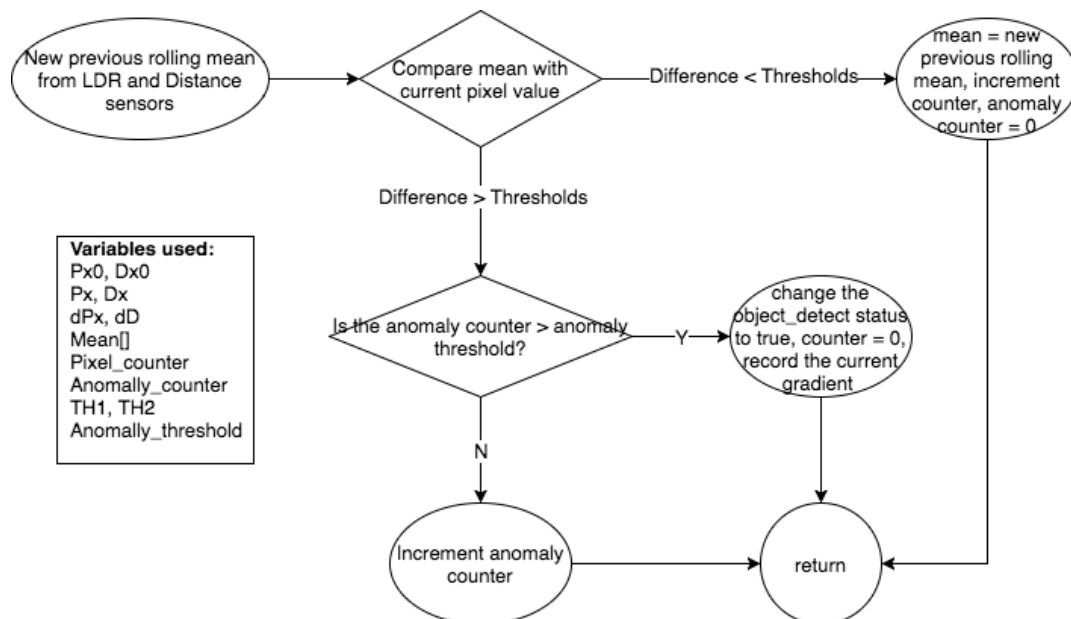 New previous rolling mean
from LDR and Distance
sensors
Compare mean with
current pixel value
Difference < Thresholds
mean = new
previous rolling
mean, increment
counter, anomaly
counter = 0
Difference > Thresholds
Variables used:
Px0, Dx0
Px, Dx
dPx, dD
Mean[]
Pixel_counter
Anomally_counter
TH1, TH2
Anomally_threshold
Is the anomaly counter > anomaly
threshold?
Y
change the
object_detect status
to true, counter = 0,
record the current
gradient
N
Increment anomaly
counter
return